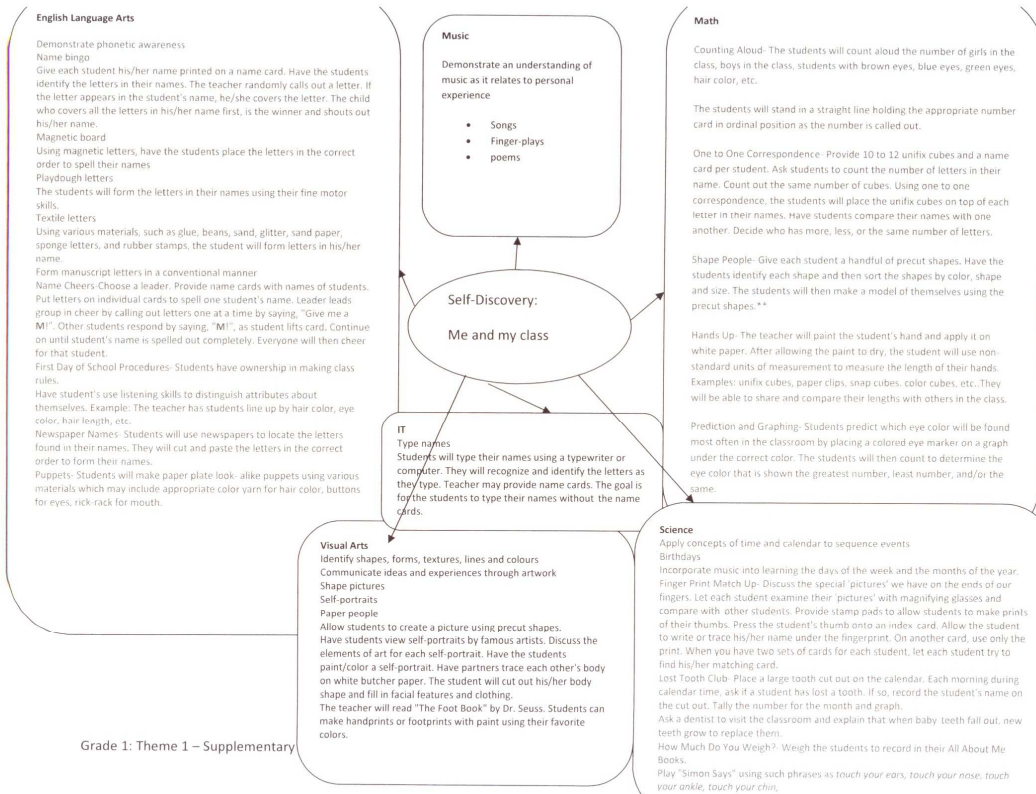 English Language Arts
Demonstrate phonetic awareness
Name bingo
Give each student his/her name printed on a name card. Have the students
identify the letters in their names. The teacher randomly calls out a letter. If
the letter appears in the student's name, he/she covers the letter. The child
who covers all the letters in his/her name first, is the winner and shouts out
his/her name.
Magnetic board
Using magnetic letters, have the students place the letters in the correct
order to spell their names
Playdough letters
The students will form the letters in their names using their fine motor
skills.
Textile letters
Using various materials, such as glue, beans, sand, glitter, sand paper,
sponge letters, and rubber stamps, the student will form letters in his/her
name.
Form manuscript letters in a conventional manner
Name Cheers-Choose a leader. Provide name cards with names of students.
Put letters on individual cards to spell one student's name. Leader leads
group in cheer by calling out letters one at a time by saying, "Give me a
M!". Other students respond by saying, "M!", as student lifts card. Continue
on until student's name is spelled out completely. Everyone will then cheer
for that student.
First Day of School Procedures- Students have ownership in making class
rules.
Have student's use listening skills to distinguish attributes about
themselves. Example: The teacher has students line up by hair color, eye
color, hair length, etc.
Newspaper Names- Students will use newspapers to locate the letters
found in their names. They will cut and paste the letters in the correct
order to form their names.
Puppets- Students will make paper plate look- alike puppets using various
materials which may include appropriate color yarn for hair color, buttons
for eyes, rick-rack for mouth.
Music
Demonstrate an understanding of
music as it relates to personal
experience
• Songs
• Finger-plays
• poems
Math
Counting Aloud- The students will count aloud the number of girls in the
class, boys in the class, students with brown eyes, blue eyes, green eyes,
hair color, etc.
The students will stand in a straight line holding the appropriate number
card in ordinal position as the number is called out.
One to One Correspondence- Provide 10 to 12 unifix cubes and a name
card per student. Ask students to count the number of letters in their
name. Count out the same number of cubes. Using one to one
correspondence, the students will place the unifix cubes on top of each
letter in their names. Have students compare their names with one
another. Decide who has more, less, or the same number of letters.
Shape People- Give each student a handful of precut shapes. Have the
students identify each shape and then sort the shapes by color, shape
and size. The students will then make a model of themselves using the
precut shapes.**
Hands Up- The teacher will paint the student's hand and apply it on
white paper. After allowing the paint to dry, the student will use non-
standard units of measurement to measure the length of their hands.
Examples: unifix cubes, paper clips, snap cubes, color cubes, etc. They
will be able to share and compare their lengths with others in the class.
Prediction and Graphing- Students predict which eye color will be found
most often in the classroom by placing a colored eye marker on a graph
under the correct color. The students will then count to determine the
eye color that is shown the greatest number, least number, and/or the
same.
Self-Discovery:
Me and my class
IT
Type names
Students will type their names using a typewriter or
computer. They will recognize and identify the letters as
they type. Teacher may provide name cards. The goal is
for the students to type their names without the name
cards.
Visual Arts
Identify shapes, forms, textures, lines and colours
Communicate ideas and experiences through artwork
Shape pictures
Self-portraits
Paper people
Allow students to create a picture using precut shapes.
Have students view self-portraits by famous artists. Discuss the
elements of art for each self-portrait. Have the students
paint/color a self-portrait. Have partners trace each other's body
on white butcher paper. The student will cut out his/her body
shape and fill in facial features and clothing.
The teacher will read "The Foot Book" by Dr. Seuss. Students can
make handprints or footprints with paint using their favorite
colors.
Science
Apply concepts of time and calendar to sequence events
Birthdays
Incorporate music into learning the days of the week and the months of the year.
Finger Print Match Up- Discuss the special 'pictures' we have on the ends of our
fingers. Let each student examine their 'pictures' with magnifying glasses and
compare with other students. Provide stamp pads to allow students to make prints
of their thumbs. Press the student's thumb onto an index card. Allow the student
to write or trace his/her name under the fingerprint. On another card, use only the
print. When you have two sets of cards for each student, let each student try to
find his/her matching card.
Lost Tooth Club- Place a large tooth cut out on the calendar. Each morning during
calendar time, ask if a student has lost a tooth. If so, record the student's name on
the cut out. Tally the number for the month and graph.
Ask a dentist to visit the classroom and explain that when baby teeth fall out, new
teeth grow to replace them.
How Much Do You Weigh?- Weigh the students to record in their All About Me
Books.
Play "Simon Says" using such phrases as touch your ears, touch your nose, touch
your ankle, touch your chin,
Grade 1: Theme 1 – Supplementary